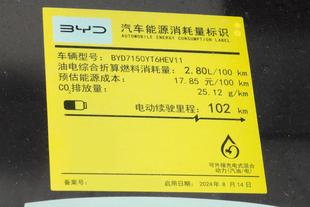 BYD
汽车能源消耗量标识
AUTOMOBILE ENERGY CONSUMPTION LABEL
车辆型号: BYD7150YT6HEV11
油电综合折算燃料消耗量: 2.80L/100 km
预估能源成本: 17.85 元/100 km
CO₂排放量: 25.12 g/km
电动续驶里程: 102 km
可外接充电式混合
动力(汽油/电)
备案号:
启用日期: 2024年 8 月14日